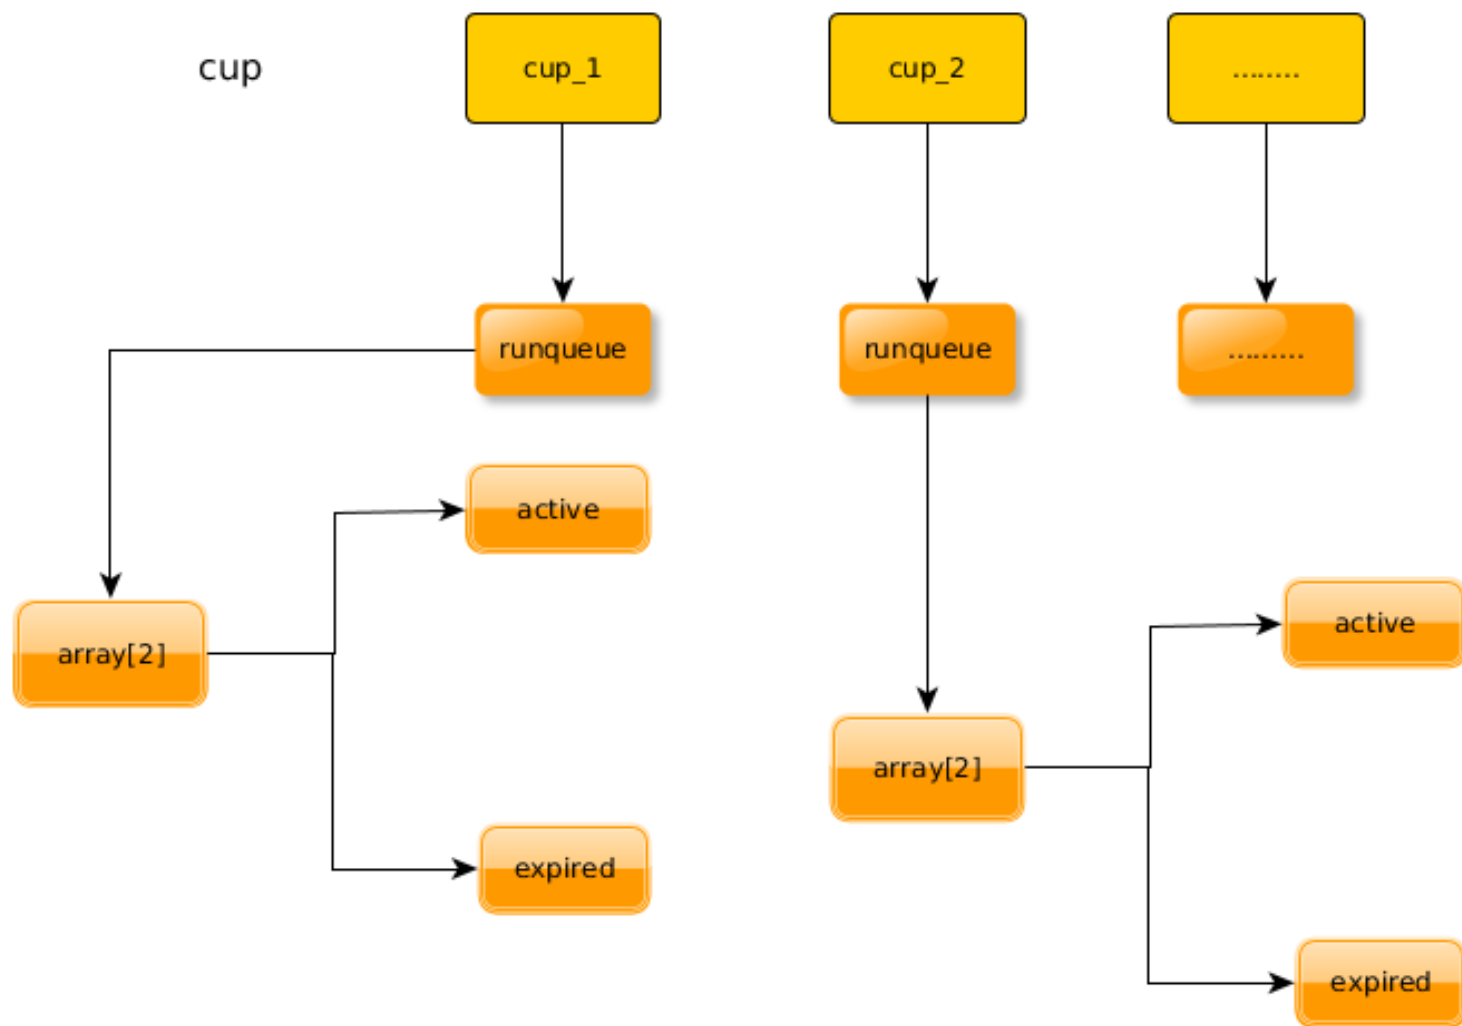 cup
cup_1
cup_2
........
runqueue
runqueue
.........
active
array[2]
expired
active
array[2]
expired